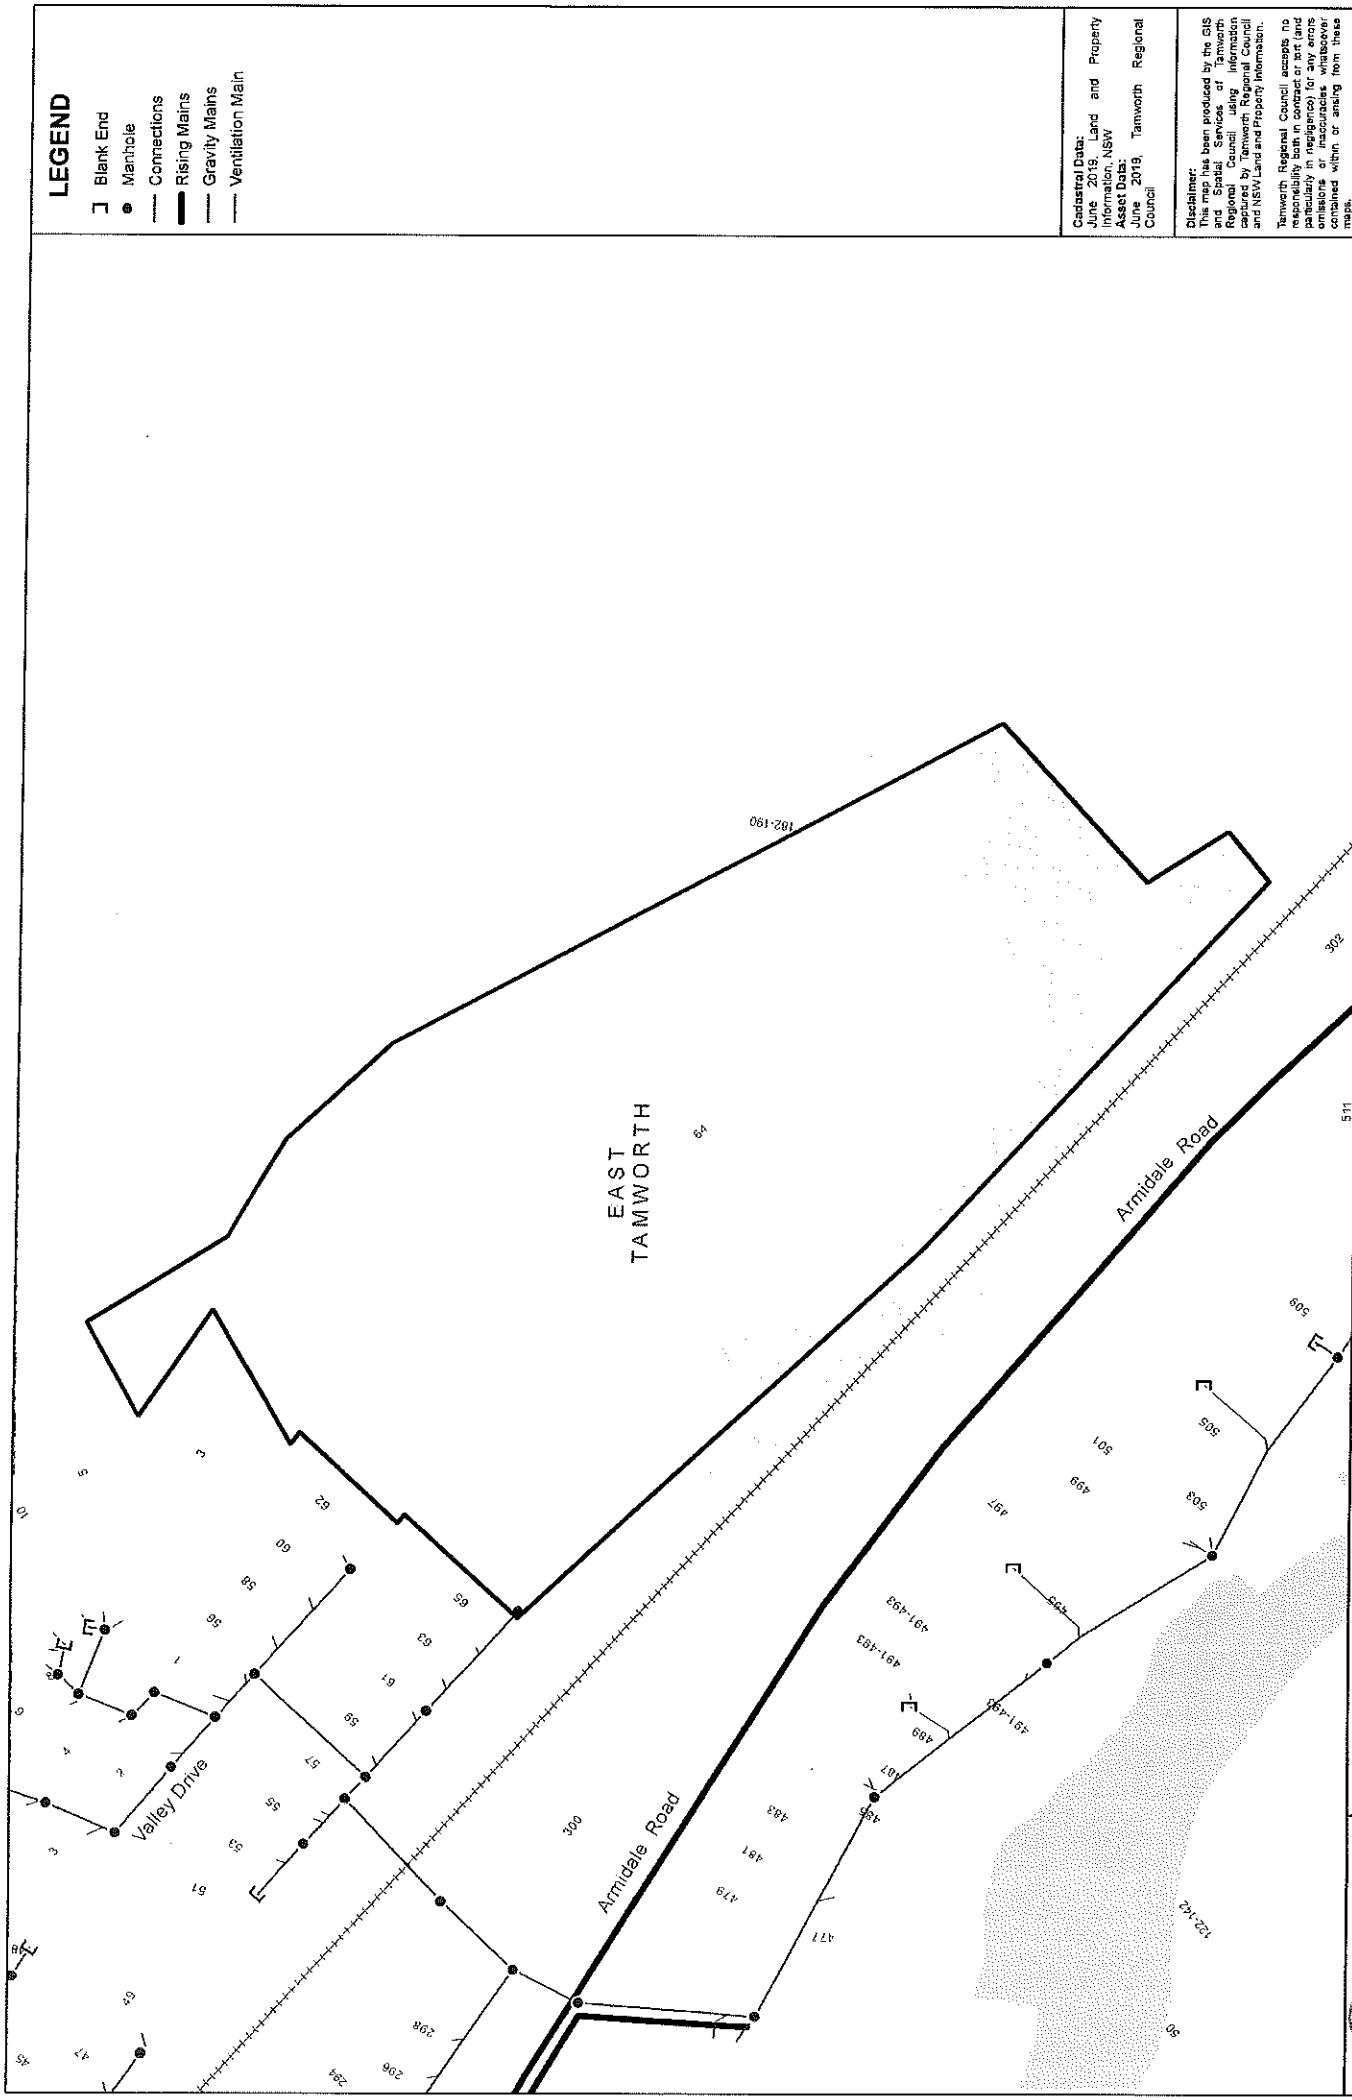 LEGEND
Blank End
Manhole
Connections
Rising Mains
Gravity Mains
Ventilation Main
Cadastral Data:
June 2019, Land and Property
Information, NSW
Asset Data:
June 2019, Tamworth Regional
Council
Disclaimer:
This map has been produced by the GIS
and Spatial Services of Tamworth
Regional Council using information
captured by Tamworth Regional Council
and NSW Land and Property Information.
Tamworth Regional Council accepts no
responsibility both in contract or tort (and
particularly in negligence) for any errors
omissions or inaccuracies whatsoever
contained within or arising from these
maps.
10
5
3
62
60
58
56
1
6
4
2
3
Valley Drive
65
63
61
59
57
55
53
51
49
47
45
182-190
EAST
TAMWORTH
64
300
302
298
296
294
Armidale Road
Armidale Road
511
509
505
503
501
499
497
495
491-493
491-493
491-493
489
487
485
483
481
479
477
122-142
50